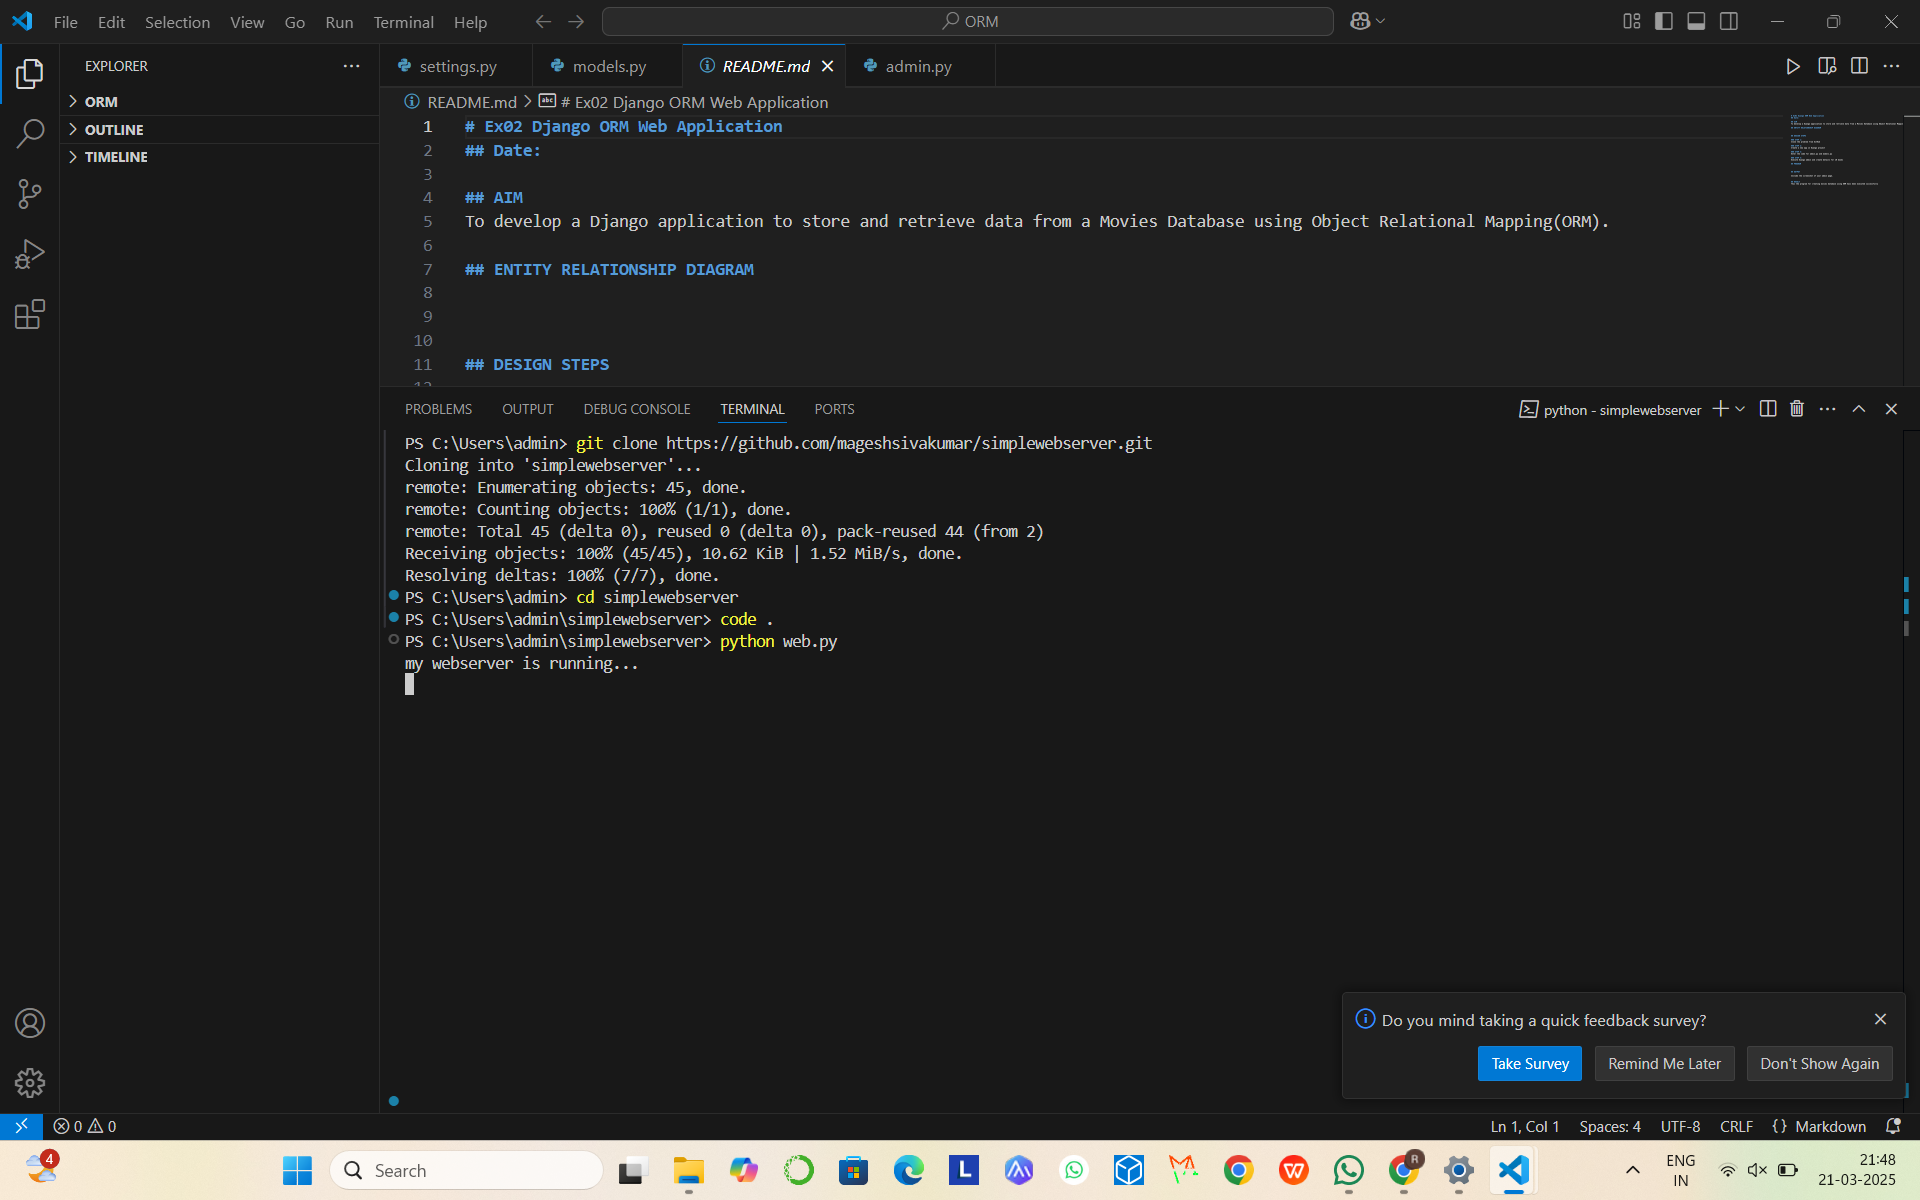 File Edit Selection View Go Run Terminal Help
ORM
EXPLORER
ORM
OUTLINE
TIMELINE
settings.py models.py README.md admin.py
README.md > # Ex02 Django ORM Web Application
1 # Ex02 Django ORM Web Application
2 ## Date:
3
4 ## AIM
5 To develop a Django application to store and retrieve data from a Movies Database using Object Relational Mapping(ORM).
6
7 ## ENTITY RELATIONSHIP DIAGRAM
8
9
10
11 ## DESIGN STEPS
12
PROBLEMS OUTPUT DEBUG CONSOLE TERMINAL PORTS
python - simplewebserver
PS C:\Users\admin> git clone https://github.com/mageshsivakumar/simplewebserver.git
Cloning into 'simplewebserver'...
remote: Enumerating objects: 45, done.
remote: Counting objects: 100% (1/1), done.
remote: Total 45 (delta 0), reused 0 (delta 0), pack-reused 44 (from 2)
Receiving objects: 100% (45/45), 10.62 KiB | 1.52 MiB/s, done.
Resolving deltas: 100% (7/7), done.
PS C:\Users\admin> cd simplewebserver
PS C:\Users\admin\simplewebserver> code .
PS C:\Users\admin\simplewebserver> python web.py
my webserver is running...
Do you mind taking a quick feedback survey?
Take Survey Remind Me Later Don't Show Again
0 0
Ln 1, Col 1 Spaces: 4 UTF-8 CRLF {} Markdown
4
Search
L
W
R
ENG
IN
21:48
21-03-2025